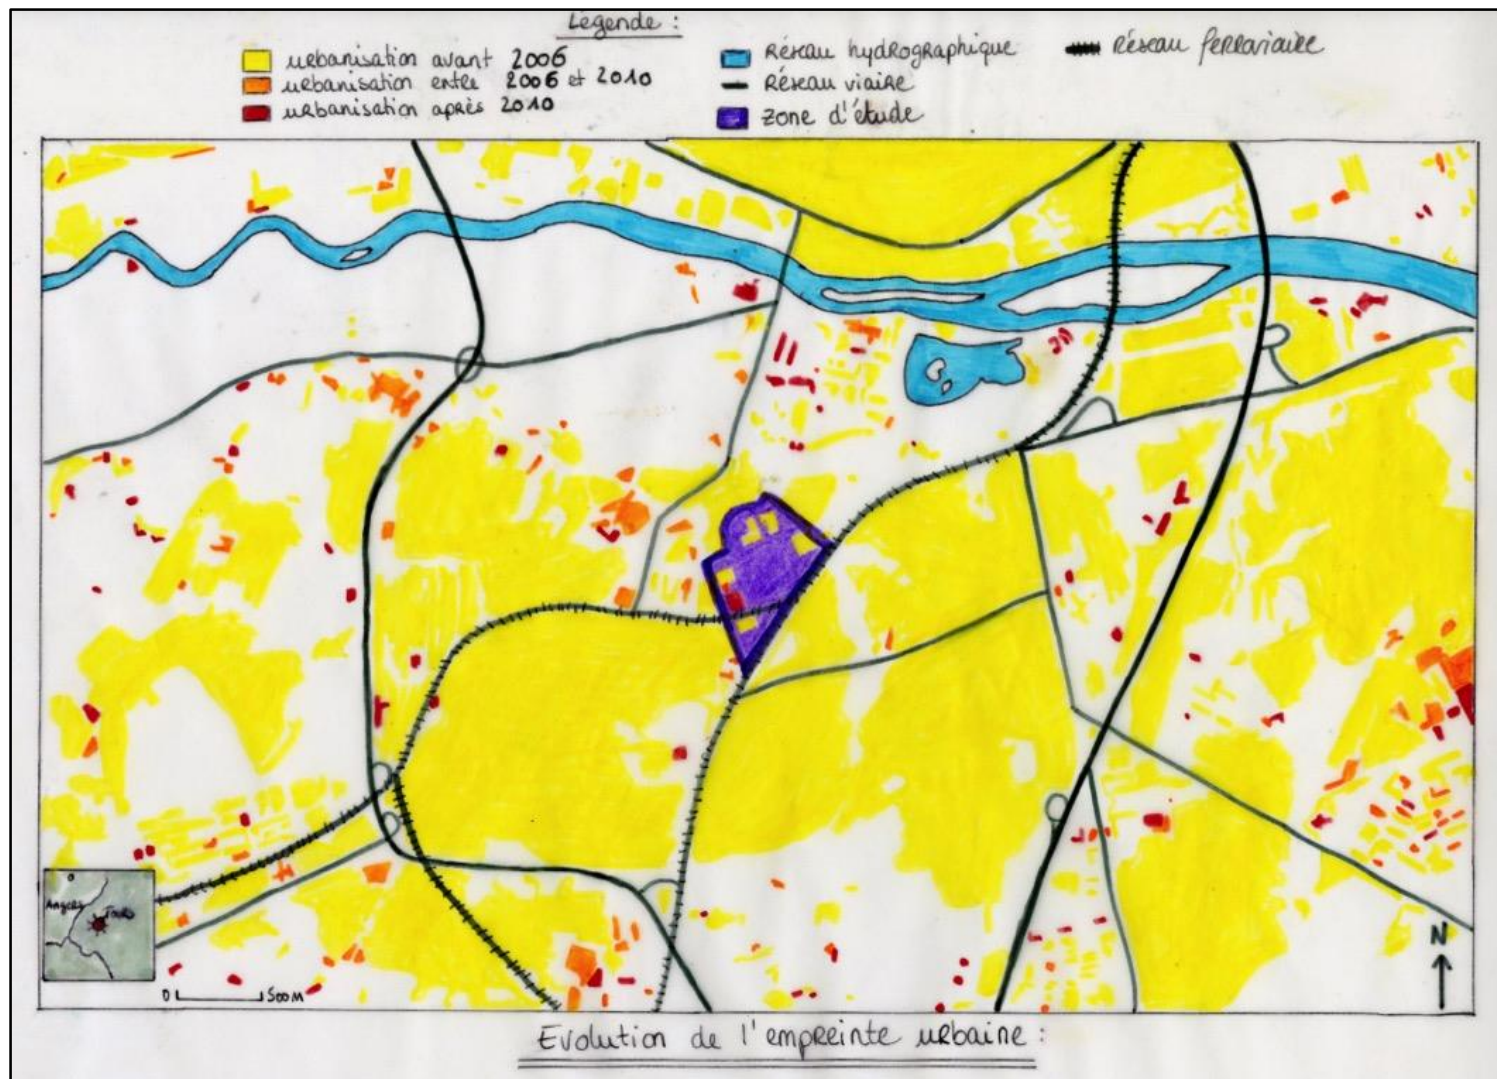 Légende :
urbanisation avant 2006
urbanisation entre 2006 et 2010
urbanisation après 2010
Réseau hydrographique
Réseau viaire
zone d'étude
Réseau ferroviaire
Angers
Tours
0 500M
N
Evolution de l'empreinte urbaine :